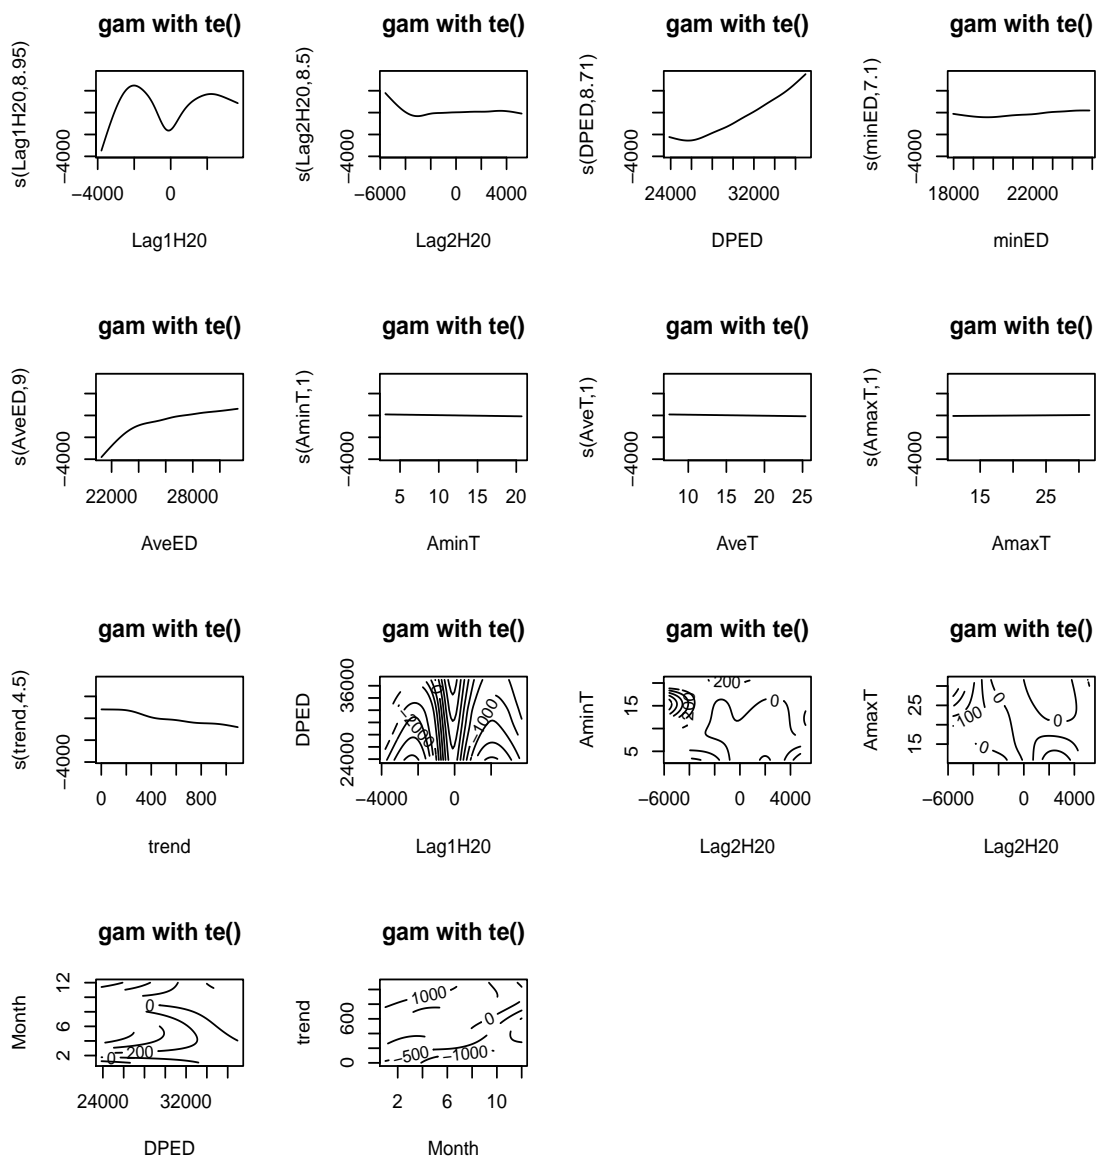 gam with te()
s(Lag1H20,8.95)
−4000
−4000 0
Lag1H20
gam with te()
s(Lag2H20,8.5)
−4000
−6000 0 4000
Lag2H20
gam with te()
s(DPED,8.71)
−4000
24000 32000
DPED
gam with te()
s(minED,7.1)
−4000
18000 22000
minED
gam with te()
s(AveED,9)
−4000
22000 28000
AveED
gam with te()
s(AminT,1)
−4000
5 10 15 20
AminT
gam with te()
s(AveT,1)
−4000
10 15 20 25
AveT
gam with te()
s(AmaxT,1)
−4000
15 25
AmaxT
gam with te()
s(trend,4.5)
−4000
0 400 800
trend
gam with te()
DPED
24000 36000
−2000
−1000
−4000 0
Lag1H20
gam with te()
AminT
5 15
200
0
−6000 0 4000
Lag2H20
gam with te()
AmaxT
15 25
−100
0
0
0
−6000 0 4000
Lag2H20
gam with te()
Month
2 6 12
0
0
−200
24000 32000
DPED
gam with te()
trend
0 600
1000
0
−500
−1000
2 6 10
Month